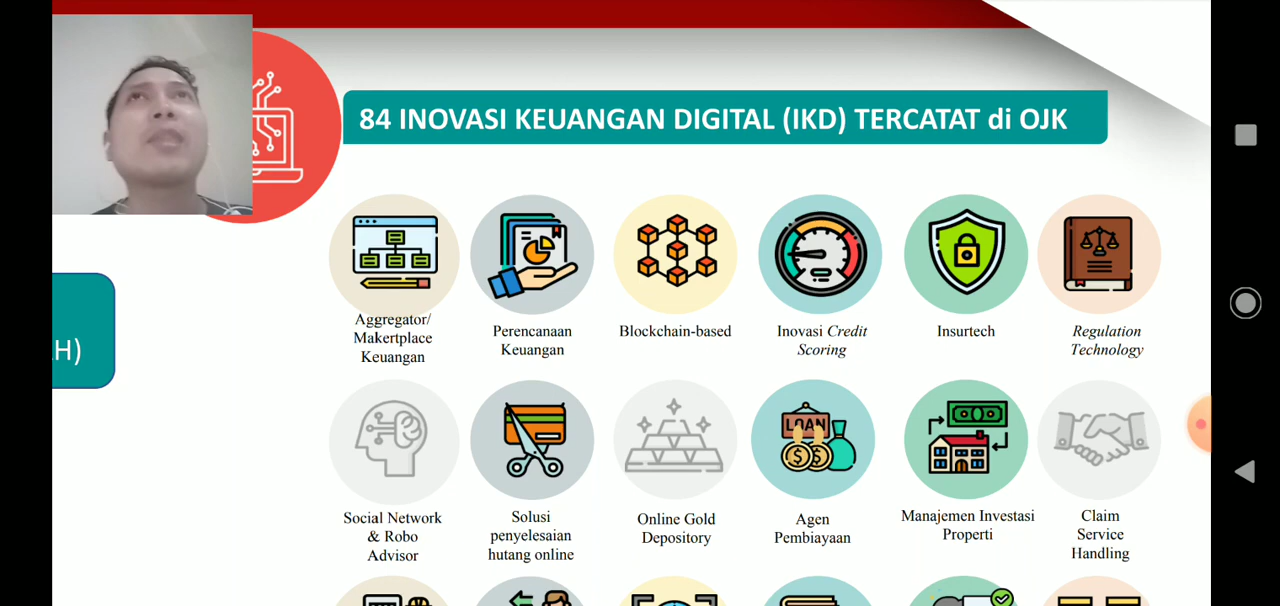 84 INOVASI KEUANGAN DIGITAL (IKD) TERCATAT di OJK
Aggregator/
Makertplace
Keuangan
Perencanaan
Keuangan
Blockchain-based
Inovasi Credit
Scoring
Insurtech
Regulation
Technology
H)
LOAN
Social Network
& Robo
Advisor
Solusi
penyelesaian
hutang online
Online Gold
Depository
Agen
Pembiayaan
Manajemen Investasi
Properti
Claim
Service
Handling